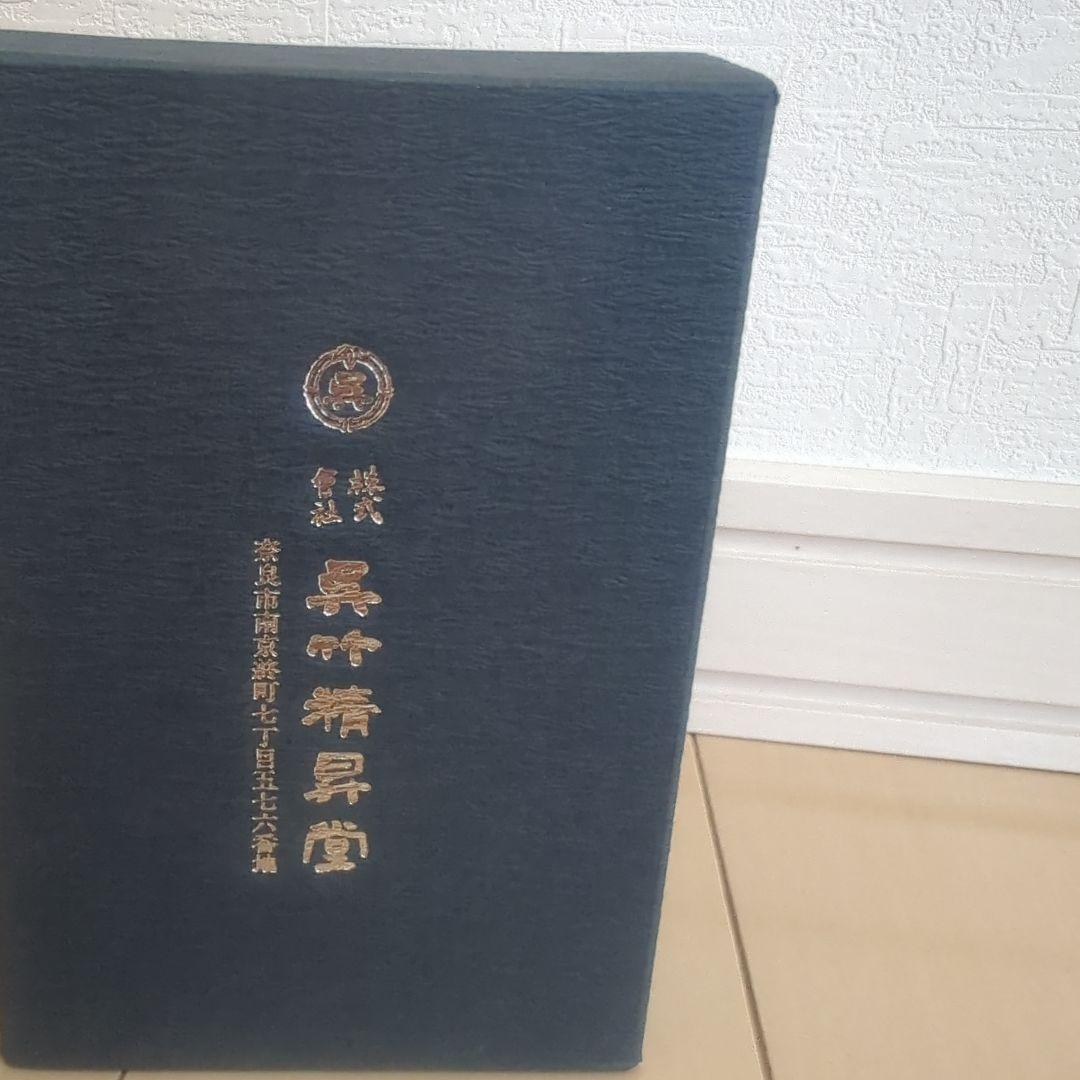 呉
株式
會社
呉竹精昇堂
奈良市南京終町七丁目五七六番地